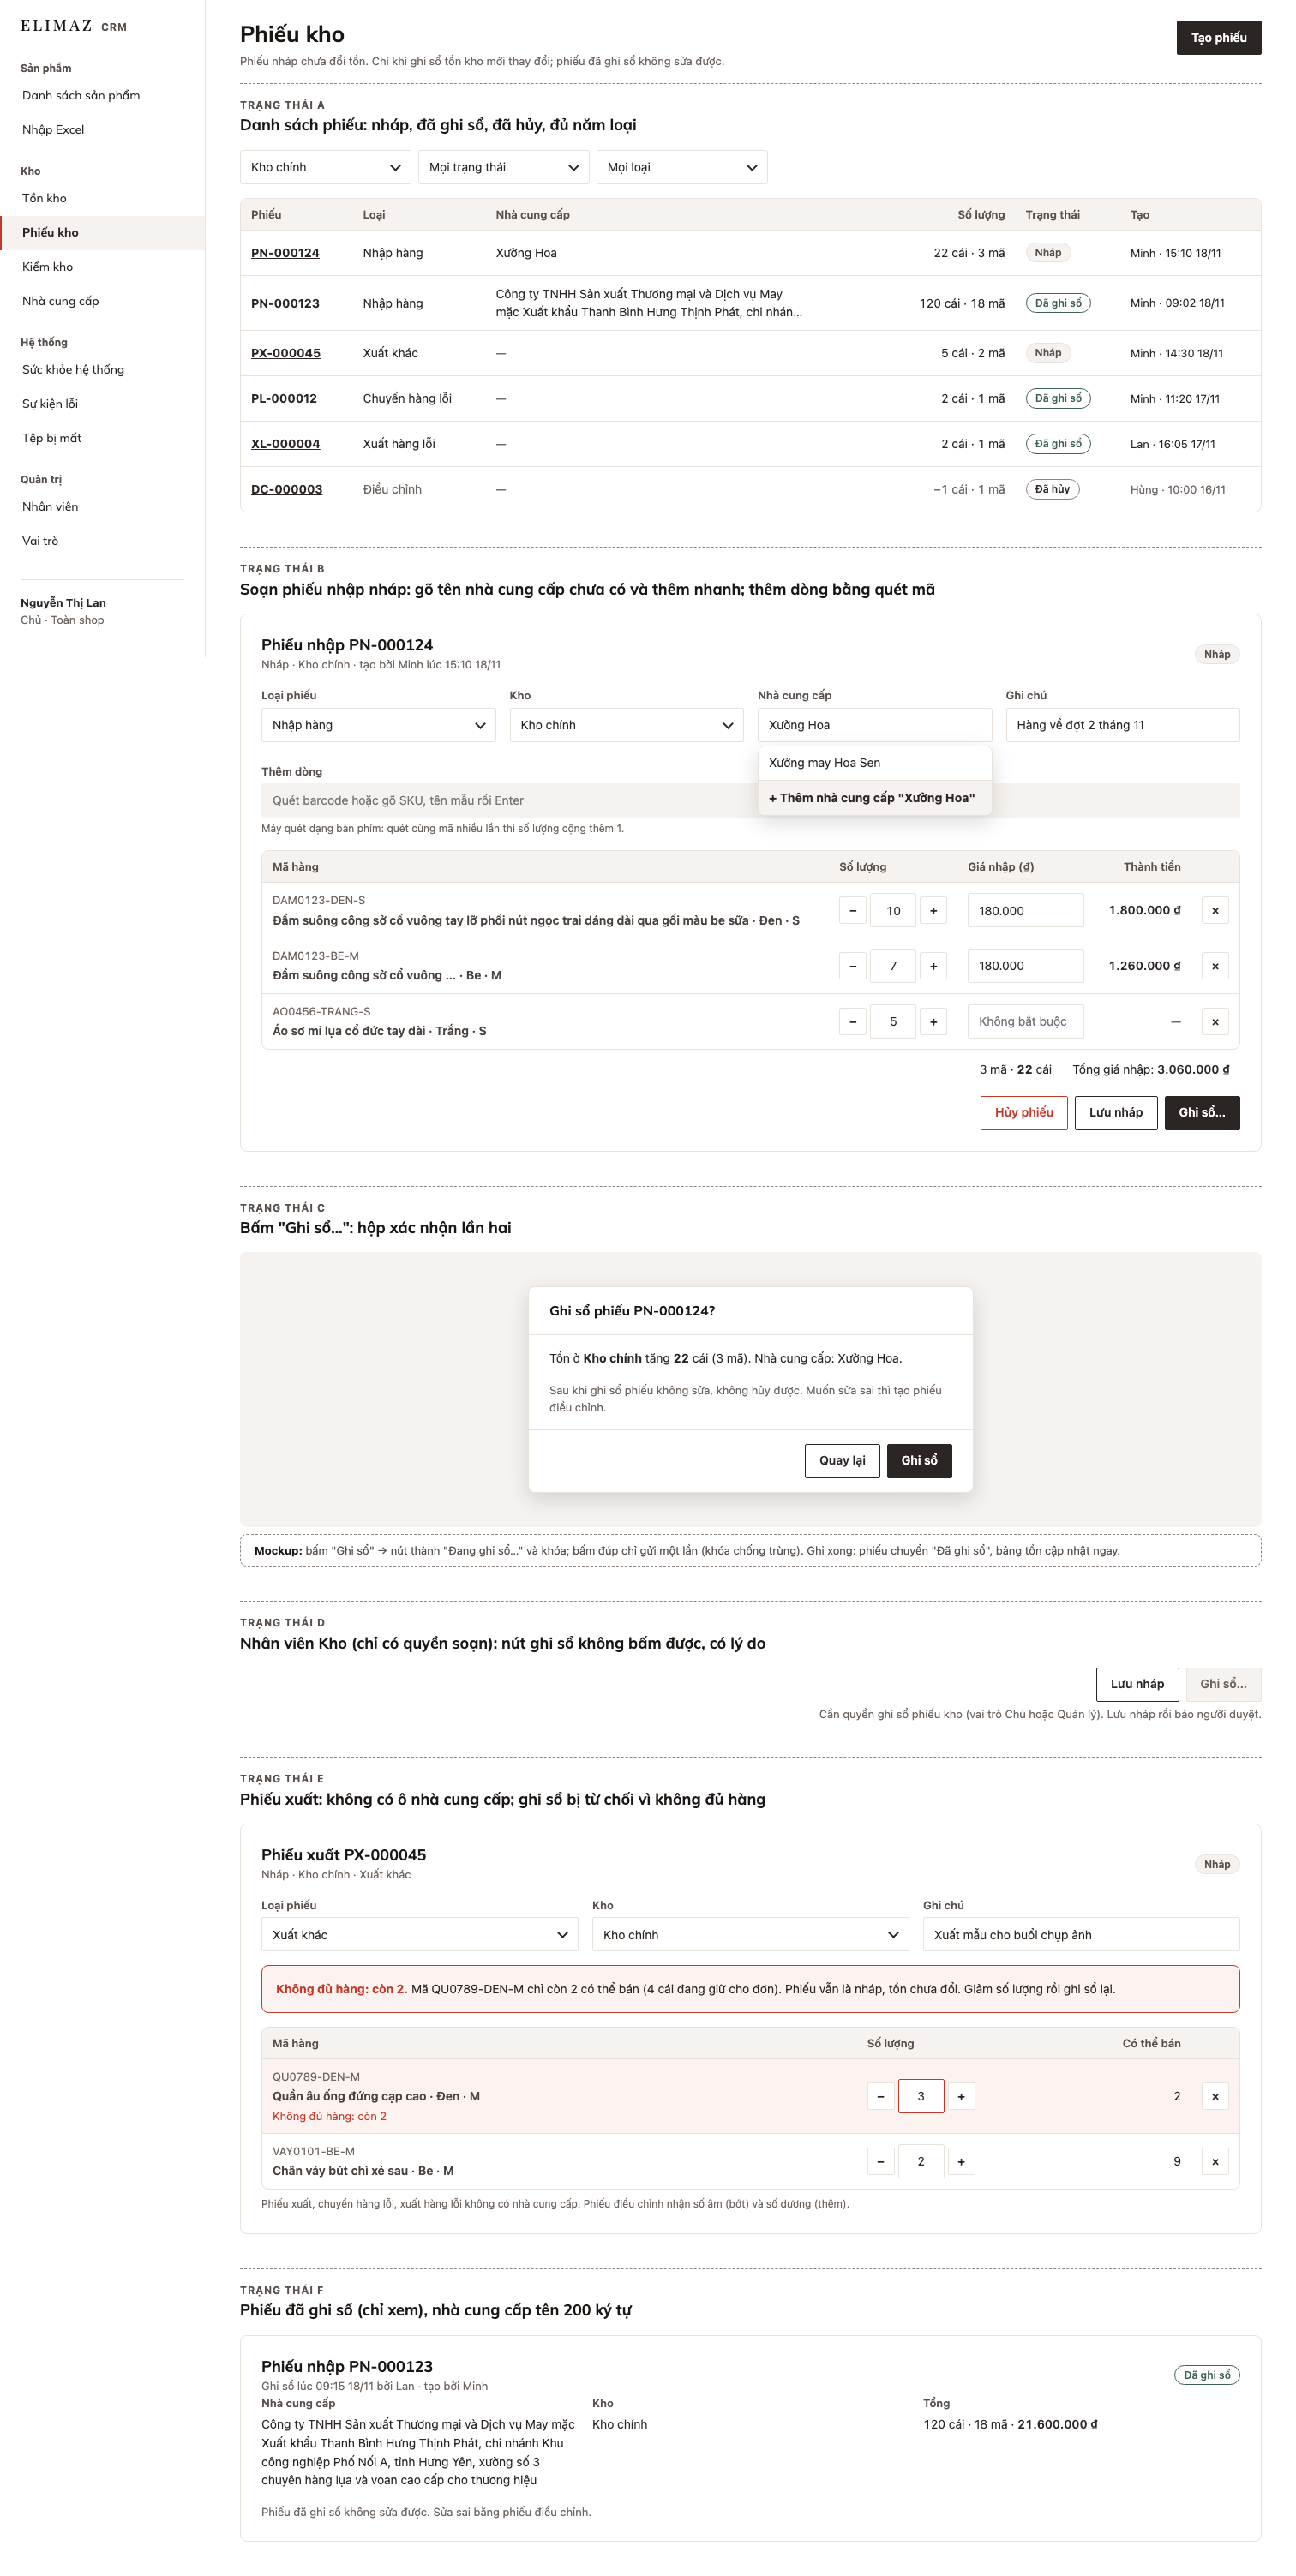 ELIMAZ CRM
Sản phẩm
Danh sách sản phẩm
Nhập Excel
Kho
Tồn kho
Phiếu kho
Kiểm kho
Nhà cung cấp
Hệ thống
Sức khỏe hệ thống
Sự kiện lỗi
Tệp bị mất
Quản trị
Nhân viên
Vai trò
Nguyễn Thị Lan
Chủ · Toàn shop
Phiếu kho
Tạo phiếu
Phiếu nháp chưa đổi tồn. Chỉ khi ghi sổ tồn kho mới thay đổi; phiếu đã ghi sổ không sửa được.
TRẠNG THÁI A
Danh sách phiếu: nháp, đã ghi sổ, đã hủy, đủ năm loại
Kho chính Mọi trạng thái Mọi loại
Phiếu Loại Nhà cung cấp Số lượng Trạng thái Tạo
PN-000124 Nhập hàng Xưởng Hoa 22 cái · 3 mã Nháp Minh · 15:10 18/11
PN-000123 Nhập hàng Công ty TNHH Sản xuất Thương mại và Dịch vụ May mặc Xuất khẩu Thanh Bình Hưng Thịnh Phát, chi nhán... 120 cái · 18 mã Đã ghi sổ Minh · 09:02 18/11
PX-000045 Xuất khác — 5 cái · 2 mã Nháp Minh · 14:30 18/11
PL-000012 Chuyển hàng lỗi — 2 cái · 1 mã Đã ghi sổ Minh · 11:20 17/11
XL-000004 Xuất hàng lỗi — 2 cái · 1 mã Đã ghi sổ Lan · 16:05 17/11
DC-000003 Điều chỉnh — −1 cái · 1 mã Đã hủy Hùng · 10:00 16/11
TRẠNG THÁI B
Soạn phiếu nhập nháp: gõ tên nhà cung cấp chưa có và thêm nhanh; thêm dòng bằng quét mã
Phiếu nhập PN-000124
Nháp · Kho chính · tạo bởi Minh lúc 15:10 18/11
Nháp
Loại phiếu Kho Nhà cung cấp Ghi chú
Nhập hàng Kho chính Xưởng Hoa Hàng về đợt 2 tháng 11
Xưởng may Hoa Sen
+ Thêm nhà cung cấp "Xưởng Hoa"
Thêm dòng
Quét barcode hoặc gõ SKU, tên mẫu rồi Enter
Máy quét dạng bàn phím: quét cùng mã nhiều lần thì số lượng cộng thêm 1.
Mã hàng Số lượng Giá nhập (₫) Thành tiền
DAM0123-DEN-S
Đầm suông công sở cổ vuông tay lỡ phối nút ngọc trai dáng dài qua gối màu be sữa · Đen · S − 10 + 180.000 1.800.000 ₫ ×
DAM0123-BE-M
Đầm suông công sở cổ vuông ... · Be · M − 7 + 180.000 1.260.000 ₫ ×
AO0456-TRANG-S
Áo sơ mi lụa cổ đức tay dài · Trắng · S − 5 + Không bắt buộc — ×
3 mã · 22 cái Tổng giá nhập: 3.060.000 ₫
Hủy phiếu Lưu nháp Ghi sổ...
TRẠNG THÁI C
Bấm "Ghi sổ...": hộp xác nhận lần hai
Ghi sổ phiếu PN-000124?
Tồn ở Kho chính tăng 22 cái (3 mã). Nhà cung cấp: Xưởng Hoa.
Sau khi ghi sổ phiếu không sửa, không hủy được. Muốn sửa sai thì tạo phiếu
điều chỉnh.
Quay lại Ghi sổ
Mockup: bấm "Ghi sổ" → nút thành "Đang ghi sổ..." và khóa; bấm đúp chỉ gửi một lần (khóa chống trùng). Ghi xong: phiếu chuyển "Đã ghi sổ", bảng tồn cập nhật ngay.
TRẠNG THÁI D
Nhân viên Kho (chỉ có quyền soạn): nút ghi sổ không bấm được, có lý do
Lưu nháp Ghi sổ...
Cần quyền ghi sổ phiếu kho (vai trò Chủ hoặc Quản lý). Lưu nháp rồi báo người duyệt.
TRẠNG THÁI E
Phiếu xuất: không có ô nhà cung cấp; ghi sổ bị từ chối vì không đủ hàng
Phiếu xuất PX-000045
Nháp · Kho chính · Xuất khác
Nháp
Loại phiếu Kho Ghi chú
Xuất khác Kho chính Xuất mẫu cho buổi chụp ảnh
Không đủ hàng: còn 2. Mã QU0789-DEN-M chỉ còn 2 có thể bán (4 cái đang giữ cho đơn). Phiếu vẫn là nháp, tồn chưa đổi. Giảm số lượng rồi ghi sổ lại.
Mã hàng Số lượng Có thể bán
QU0789-DEN-M
Quần âu ống đứng cạp cao · Đen · M − 3 + 2 ×
Không đủ hàng: còn 2
VAY0101-BE-M
Chân váy bút chì xẻ sau · Be · M − 2 + 9 ×
Phiếu xuất, chuyển hàng lỗi, xuất hàng lỗi không có nhà cung cấp. Phiếu điều chỉnh nhận số âm (bớt) và số dương (thêm).
TRẠNG THÁI F
Phiếu đã ghi sổ (chỉ xem), nhà cung cấp tên 200 ký tự
Phiếu nhập PN-000123
Ghi sổ lúc 09:15 18/11 bởi Lan · tạo bởi Minh
Đã ghi sổ
Nhà cung cấp Kho Tổng
Công ty TNHH Sản xuất Thương mại và Dịch vụ May mặc Kho chính 120 cái · 18 mã · 21.600.000 ₫
Xuất khẩu Thanh Bình Hưng Thịnh Phát, chi nhánh Khu
công nghiệp Phố Nối A, tỉnh Hưng Yên, xưởng số 3
chuyên hàng lụa và voan cao cấp cho thương hiệu
Phiếu đã ghi sổ không sửa được. Sửa sai bằng phiếu điều chỉnh.